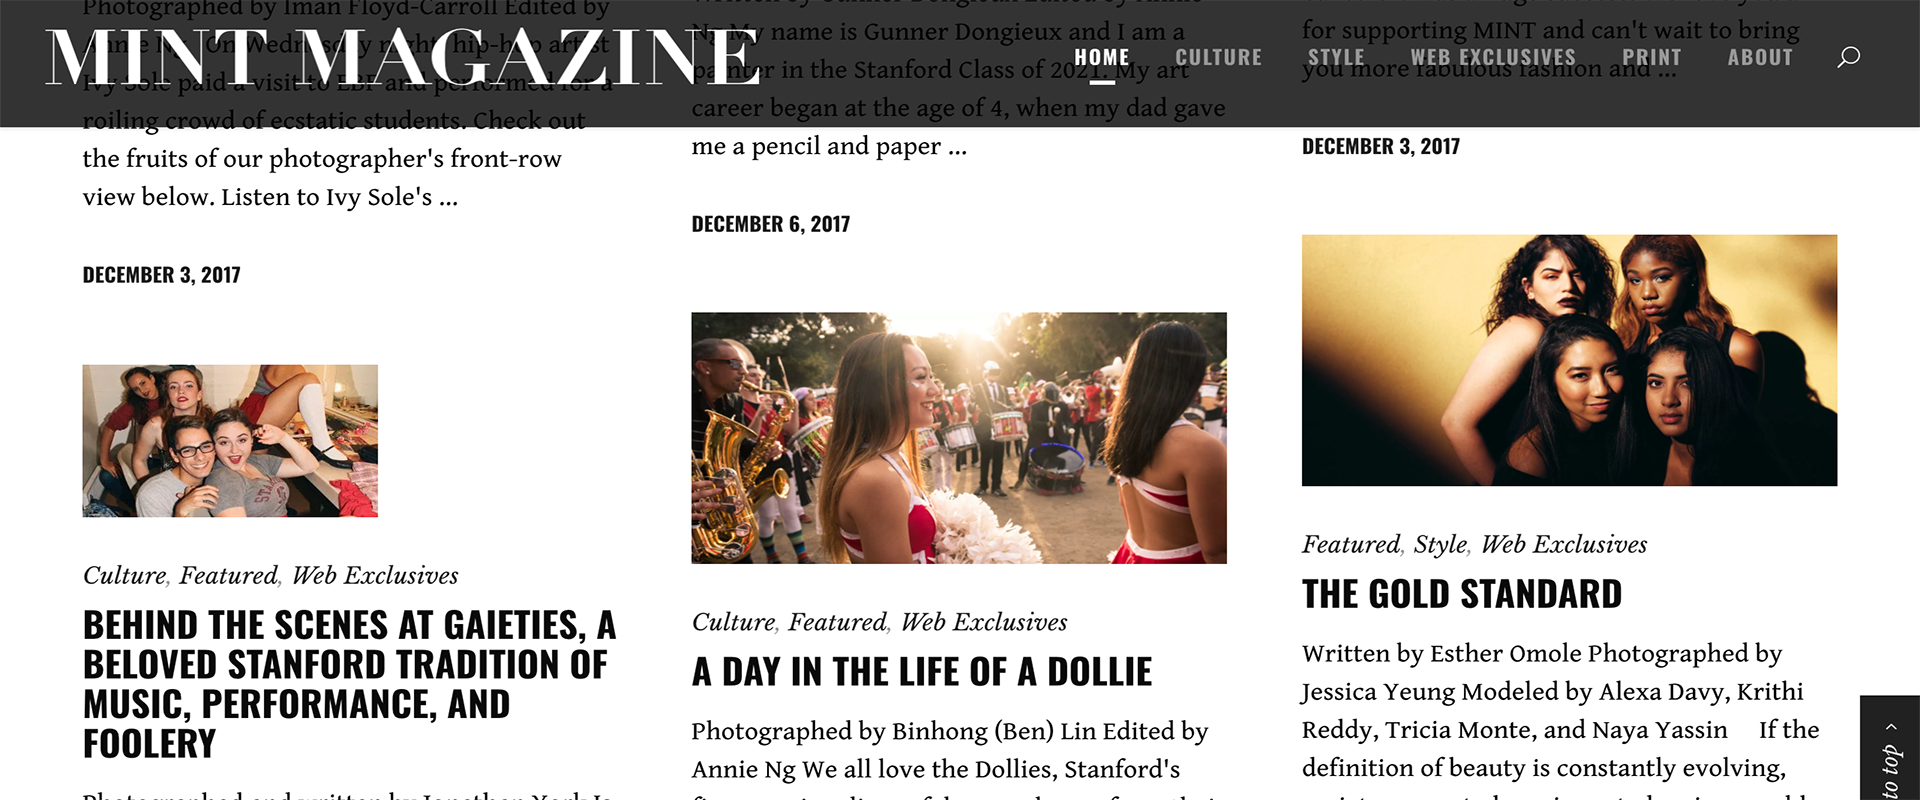 MINT MAGAZINE
HOME CULTURE STYLE WEB EXCLUSIVES PRINT ABOUT
Photographed by Iman Floyd-Carroll Edited by
Annie Ng On Wednesday night, hip-hop artist
Ivy Sole paid a visit to EBF and performed for a
roiling crowd of ecstatic students. Check out
the fruits of our photographer's front-row
view below. Listen to Ivy Sole's ...
DECEMBER 3, 2017
Culture, Featured, Web Exclusives
BEHIND THE SCENES AT GAIETIES, A
BELOVED STANFORD TRADITION OF
MUSIC, PERFORMANCE, AND
FOOLERY
Photographed and written by Jonathan York Is
Written by Gunner Dongieux Edited by Annie
Ng My name is Gunner Dongieux and I am a
painter in the Stanford Class of 2021. My art
career began at the age of 4, when my dad gave
me a pencil and paper ...
DECEMBER 6, 2017
Culture, Featured, Web Exclusives
A DAY IN THE LIFE OF A DOLLIE
Photographed by Binhong (Ben) Lin Edited by
Annie Ng We all love the Dollies, Stanford's
for supporting MINT and can't wait to bring
you more fabulous fashion and ...
DECEMBER 3, 2017
Featured, Style, Web Exclusives
THE GOLD STANDARD
Written by Esther Omole Photographed by
Jessica Yeung Modeled by Alexa Davy, Krithi
Reddy, Tricia Monte, and Naya Yassin If the
definition of beauty is constantly evolving,
to top